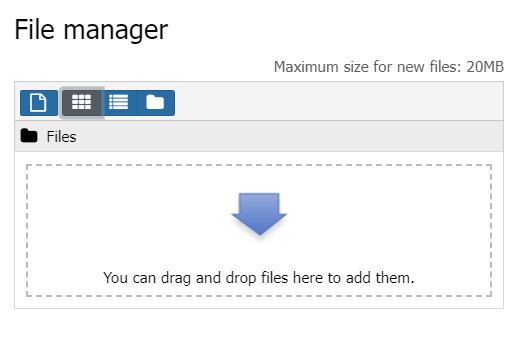 File manager
Maximum size for new files: 20MB
Files
You can drag and drop files here to add them.